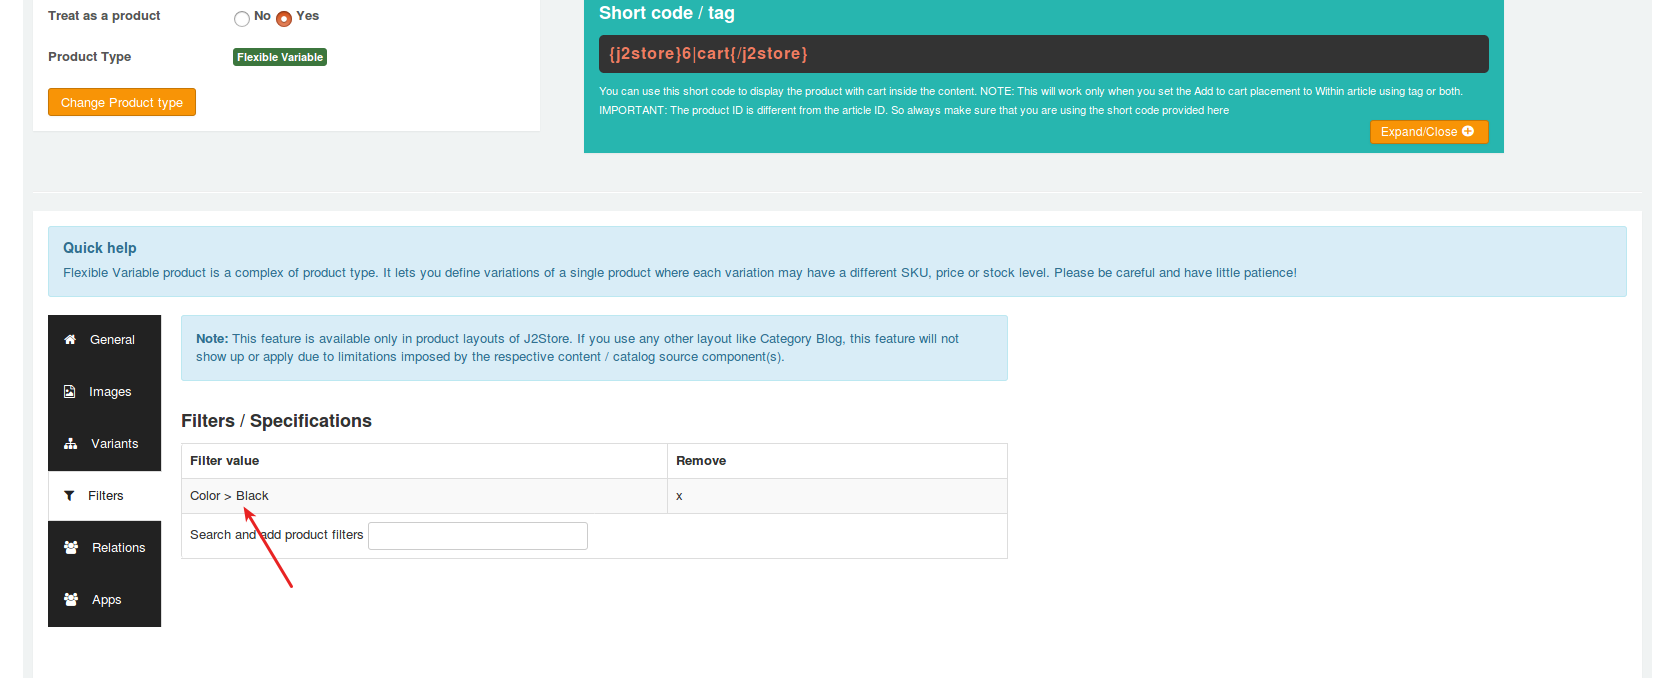 Treat as a product No Yes
Product Type Flexible Variable
Change Product type
Short code / tag
{j2store}6|cart{/j2store}
You can use this short code to display the product with cart inside the content. NOTE: This will work only when you set the Add to cart placement to Within article using tag or both.
IMPORTANT: The product ID is different from the article ID. So always make sure that you are using the short code provided here
Expand/Close
Quick help
Flexible Variable product is a complex of product type. It lets you define variations of a single product where each variation may have a different SKU, price or stock level. Please be careful and have little patience!
General
Images
Variants
Filters
Relations
Apps
Note: This feature is available only in product layouts of J2Store. If you use any other layout like Category Blog, this feature will not
show up or apply due to limitations imposed by the respective content / catalog source component(s).
Filters / Specifications
Filter value Remove
Color > Black x
Search and add product filters